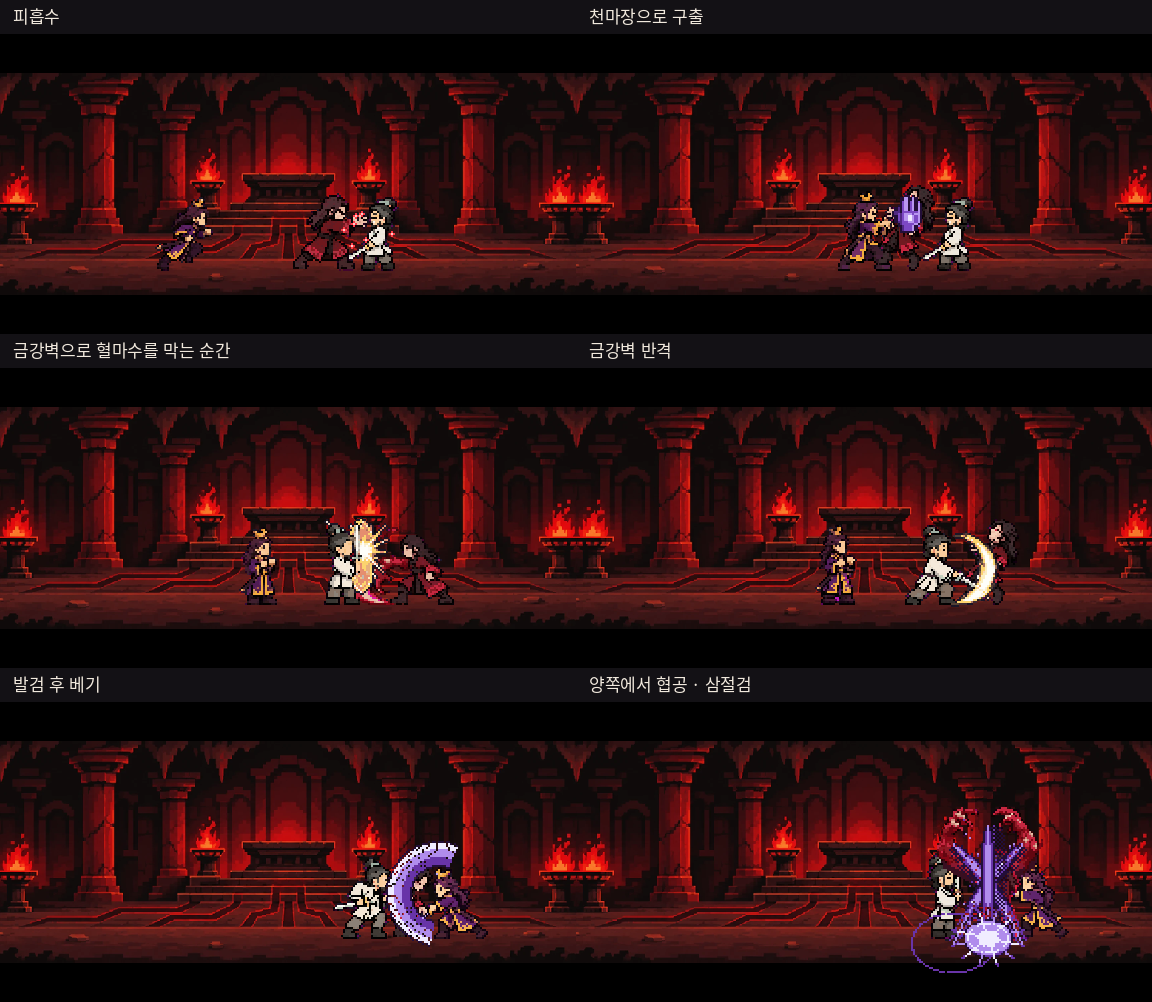 피흡수
천마장으로 구출
금강벽으로 혈마수를 막는 순간
금강벽 반격
발검 후 베기
양쪽에서 협공 · 삼절검